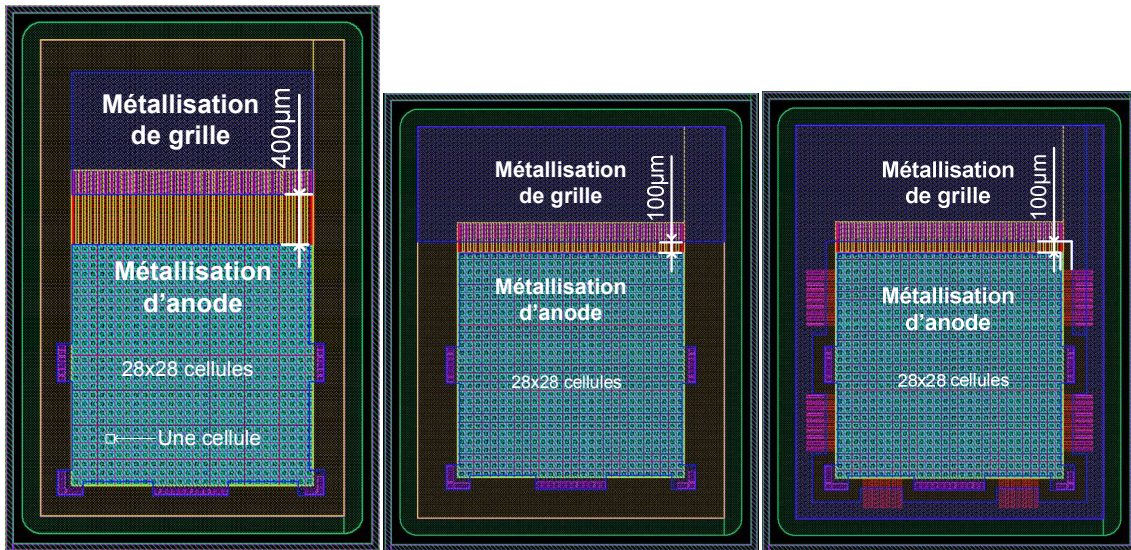 Métallisation
de grille
400µm
Métallisation
d'anode
28x28 cellules
Une cellule
Métallisation
de grille
100µm
Métallisation
d'anode
28x28 cellules
Métallisation
de grille
100µm
Métallisation
d'anode
28x28 cellules